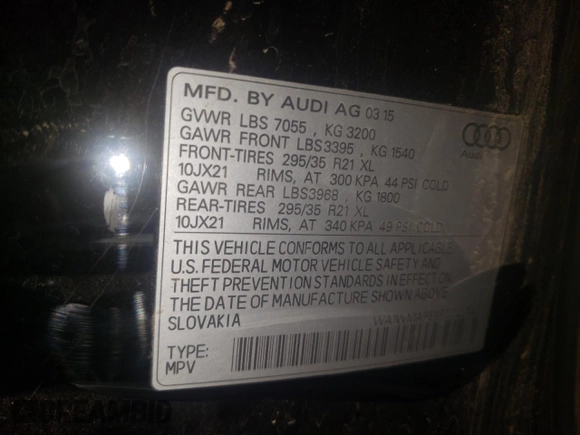 MFD. BY AUDI AG 03 15
GVWR LBS 7055 , KG 3200
GAWR FRONT LBS3395 , KG 1540
FRONT-TIRES 295/35 R21 XL
10JX21 RIMS, AT 300 KPA 44 PSI COLD
GAWR REAR LBS3968 , KG 1800
REAR-TIRES 295/35 R21 XL
10JX21 RIMS, AT 340 KPA 49 PSI COLD
Audi
THIS VEHICLE CONFORMS TO ALL APPLICABLE
U.S. FEDERAL MOTOR VEHICLE SAFETY AND
THEFT PREVENTION STANDARDS IN EFFECT ON
THE DATE OF MANUFACTURE SHOWN ABOVE
SLOVAKIA
TYPE:
MPV